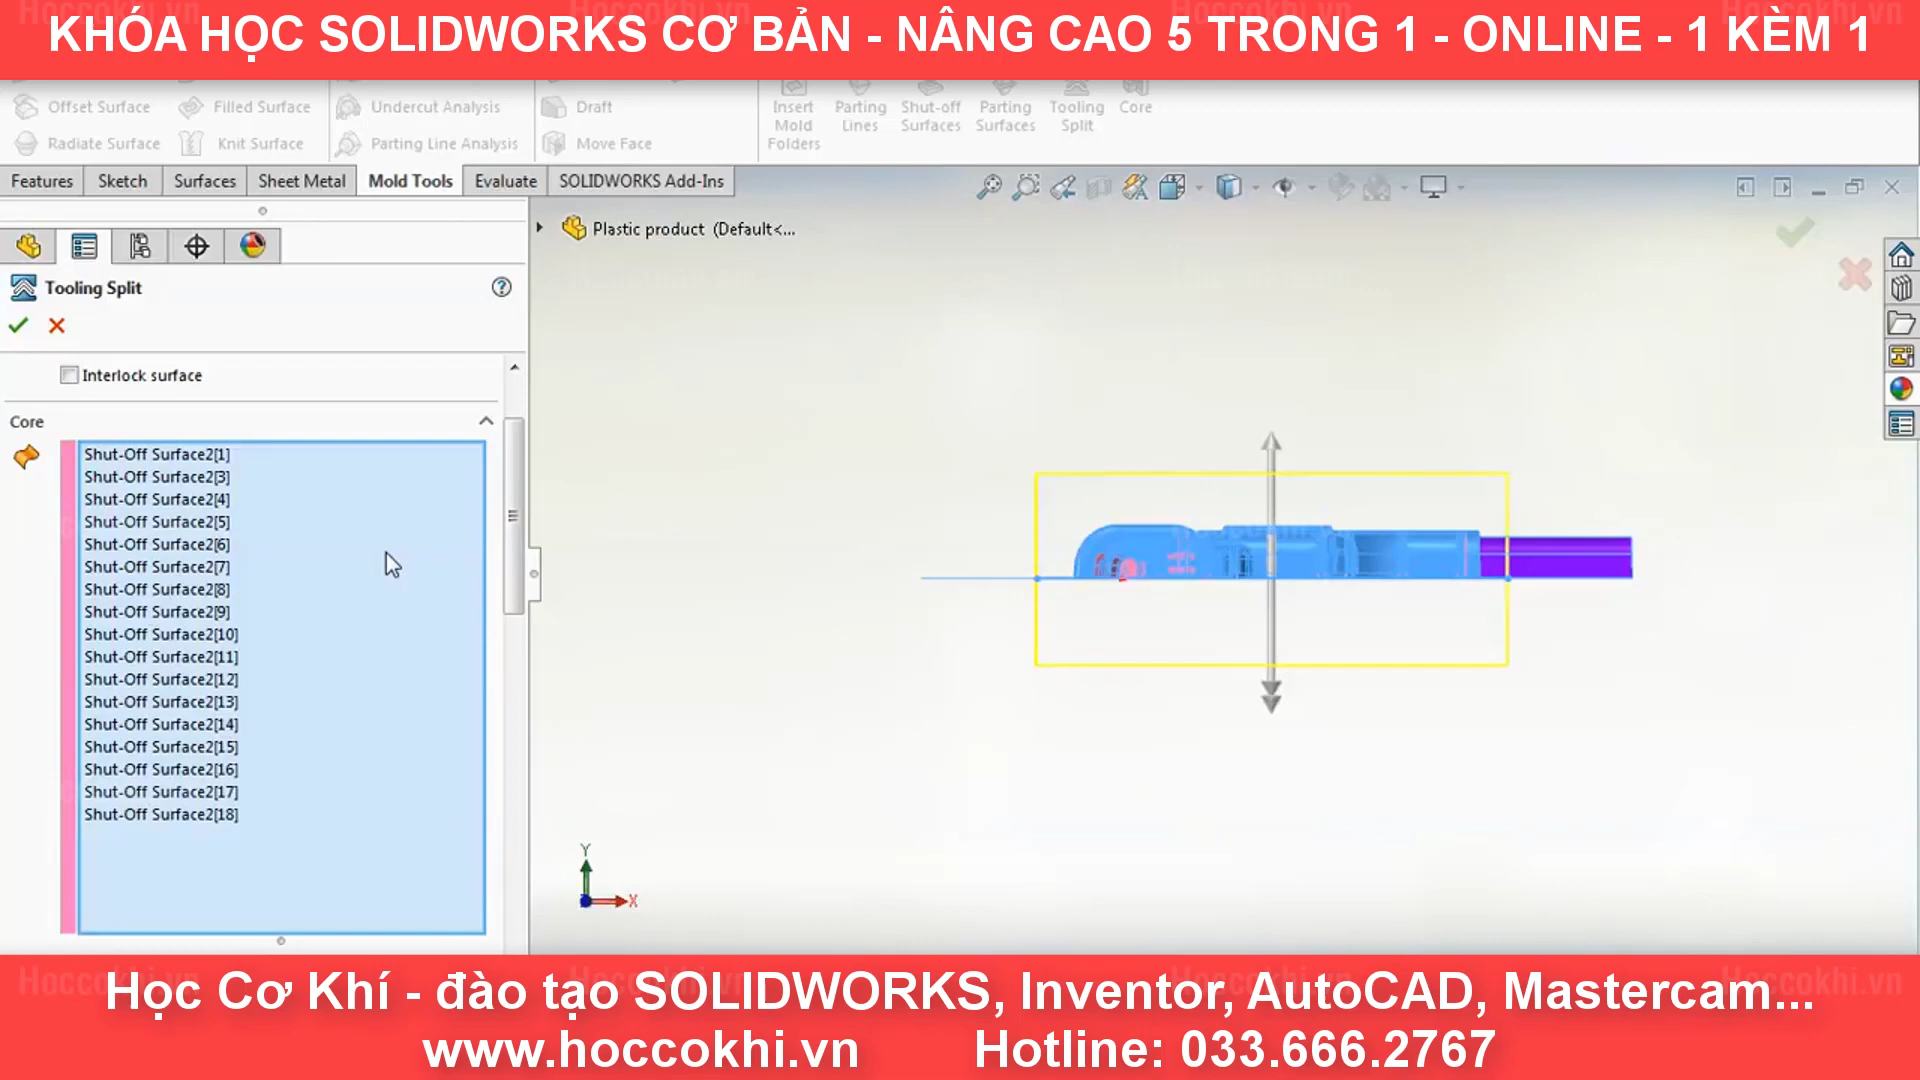 KHÓA HỌC SOLIDWORKS CƠ BẢN - NÂNG CAO 5 TRONG 1 - ONLINE - 1 KÈM 1
Offset Surface
Filled Surface
Undercut Analysis
Draft
Insert Mold Folders
Parting Lines
Shut-off Surfaces
Parting Surfaces
Tooling Split
Core
Radiate Surface
Knit Surface
Parting Line Analysis
Move Face
Features
Sketch
Surfaces
Sheet Metal
Mold Tools
Evaluate
SOLIDWORKS Add-Ins
Plastic product (Default<...
Tooling Split
Interlock surface
Core
Shut-Off Surface2[1]
Shut-Off Surface2[3]
Shut-Off Surface2[4]
Shut-Off Surface2[5]
Shut-Off Surface2[6]
Shut-Off Surface2[7]
Shut-Off Surface2[8]
Shut-Off Surface2[9]
Shut-Off Surface2[10]
Shut-Off Surface2[11]
Shut-Off Surface2[12]
Shut-Off Surface2[13]
Shut-Off Surface2[14]
Shut-Off Surface2[15]
Shut-Off Surface2[16]
Shut-Off Surface2[17]
Shut-Off Surface2[18]
Y
X
Học Cơ Khí - đào tạo SOLIDWORKS, Inventor, AutoCAD, Mastercam...
www.hoccokhi.vn Hotline: 033.666.2767